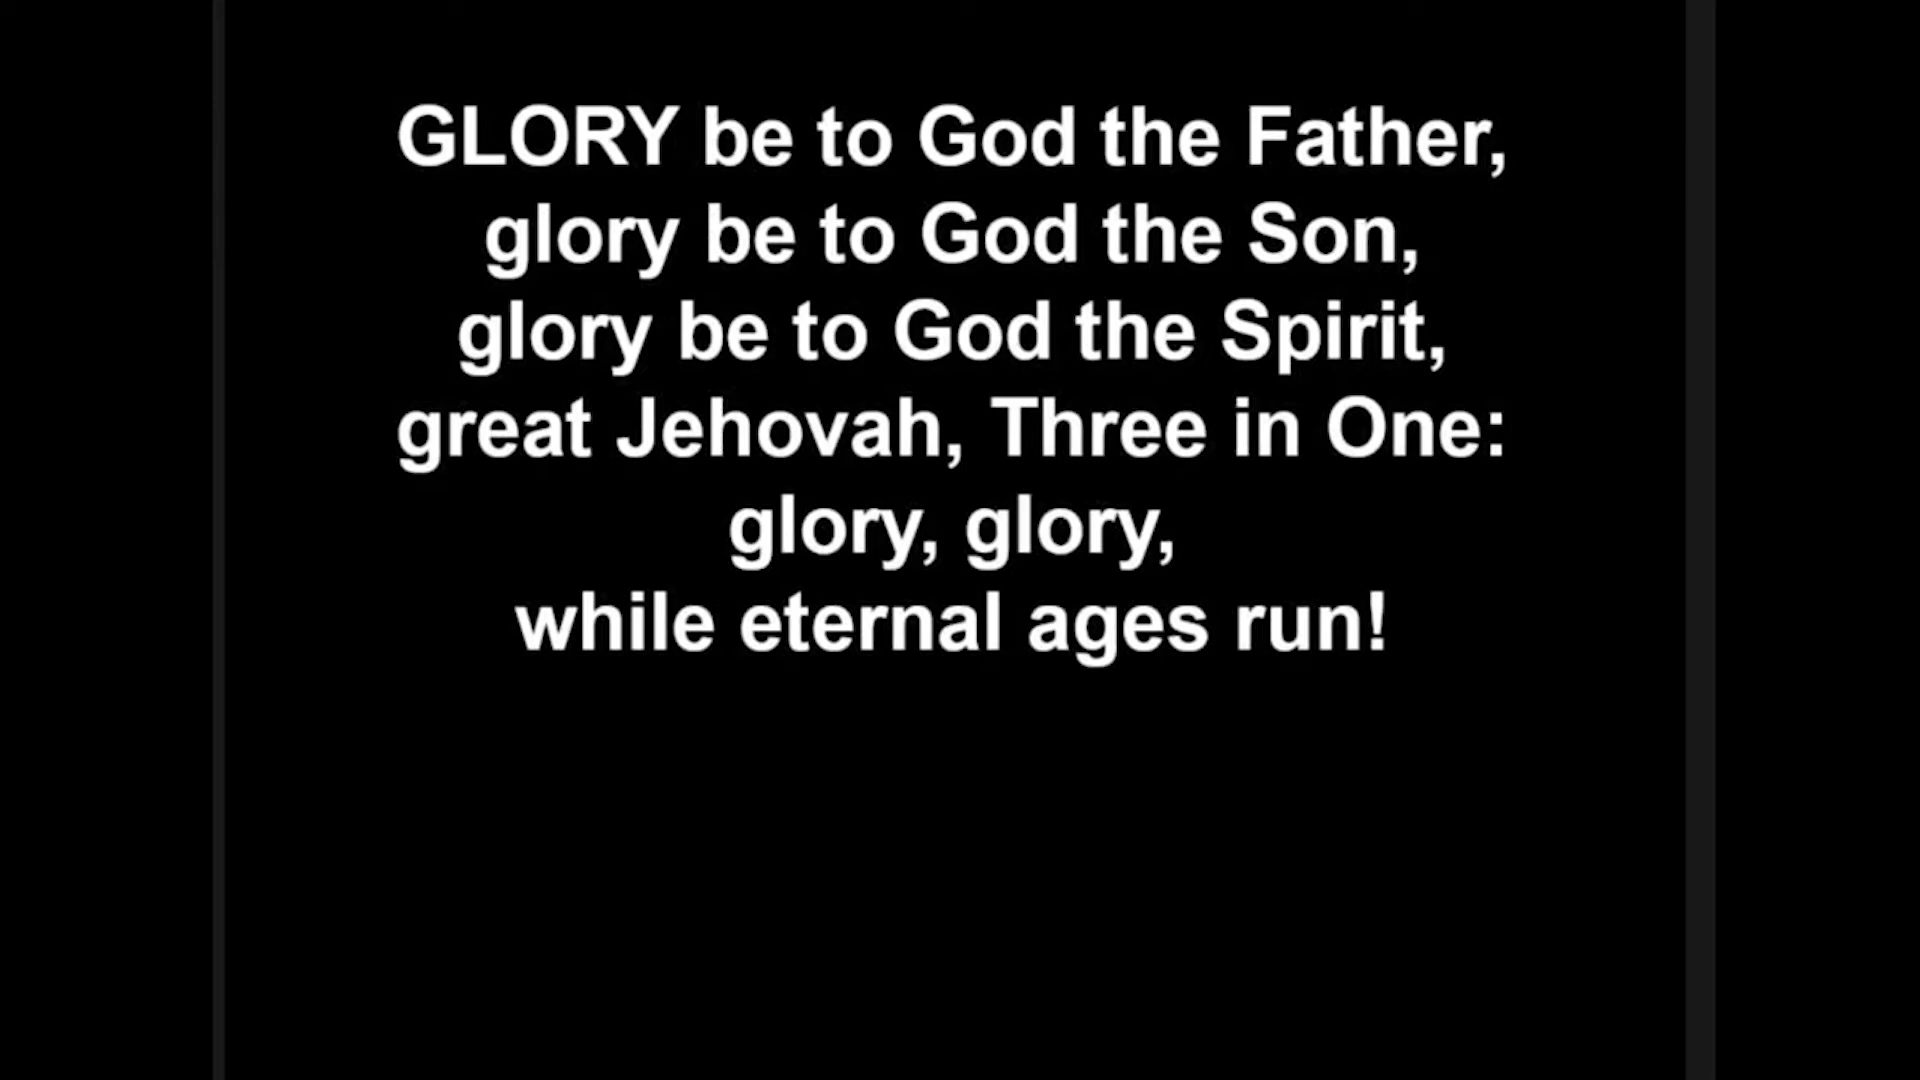 GLORY be to God the Father,
glory be to God the Son,
glory be to God the Spirit,
great Jehovah, Three in One:
glory, glory,
while eternal ages run!